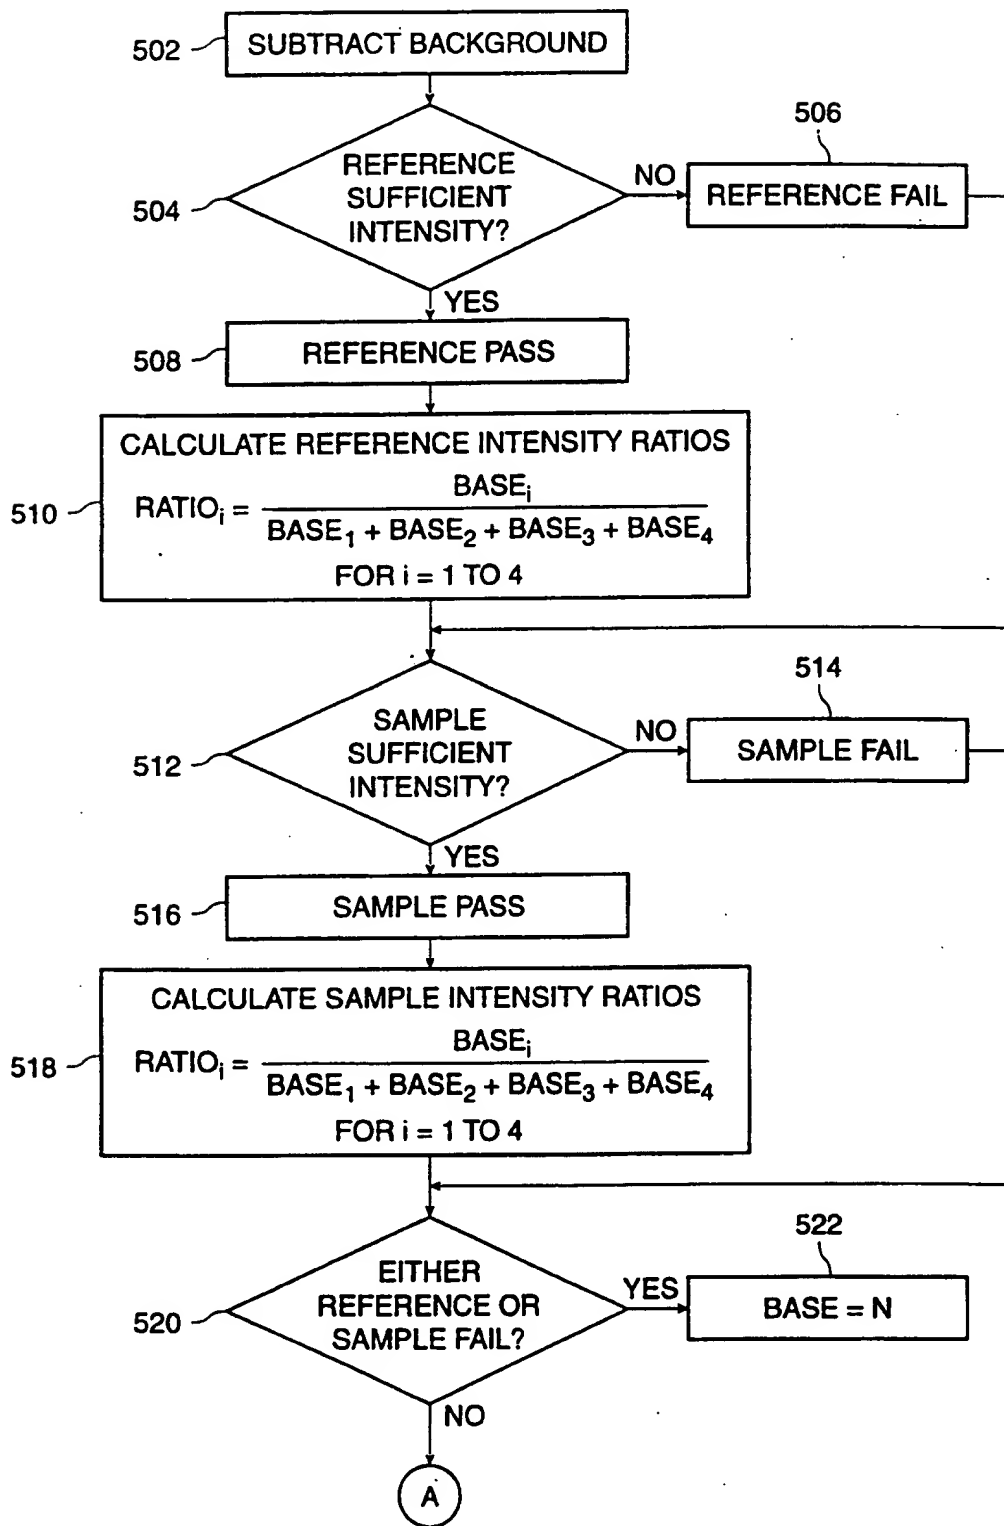 502
SUBTRACT BACKGROUND
504
REFERENCE
SUFFICIENT
INTENSITY?
NO
506
REFERENCE FAIL
YES
508
REFERENCE PASS
510
CALCULATE REFERENCE INTENSITY RATIOS
RATIOi = BASEi / BASE1 + BASE2 + BASE3 + BASE4
FOR i = 1 TO 4
512
SAMPLE
SUFFICIENT
INTENSITY?
NO
514
SAMPLE FAIL
YES
516
SAMPLE PASS
518
CALCULATE SAMPLE INTENSITY RATIOS
RATIOi = BASEi / BASE1 + BASE2 + BASE3 + BASE4
FOR i = 1 TO 4
520
EITHER
REFERENCE OR
SAMPLE FAIL?
YES
522
BASE = N
NO
A